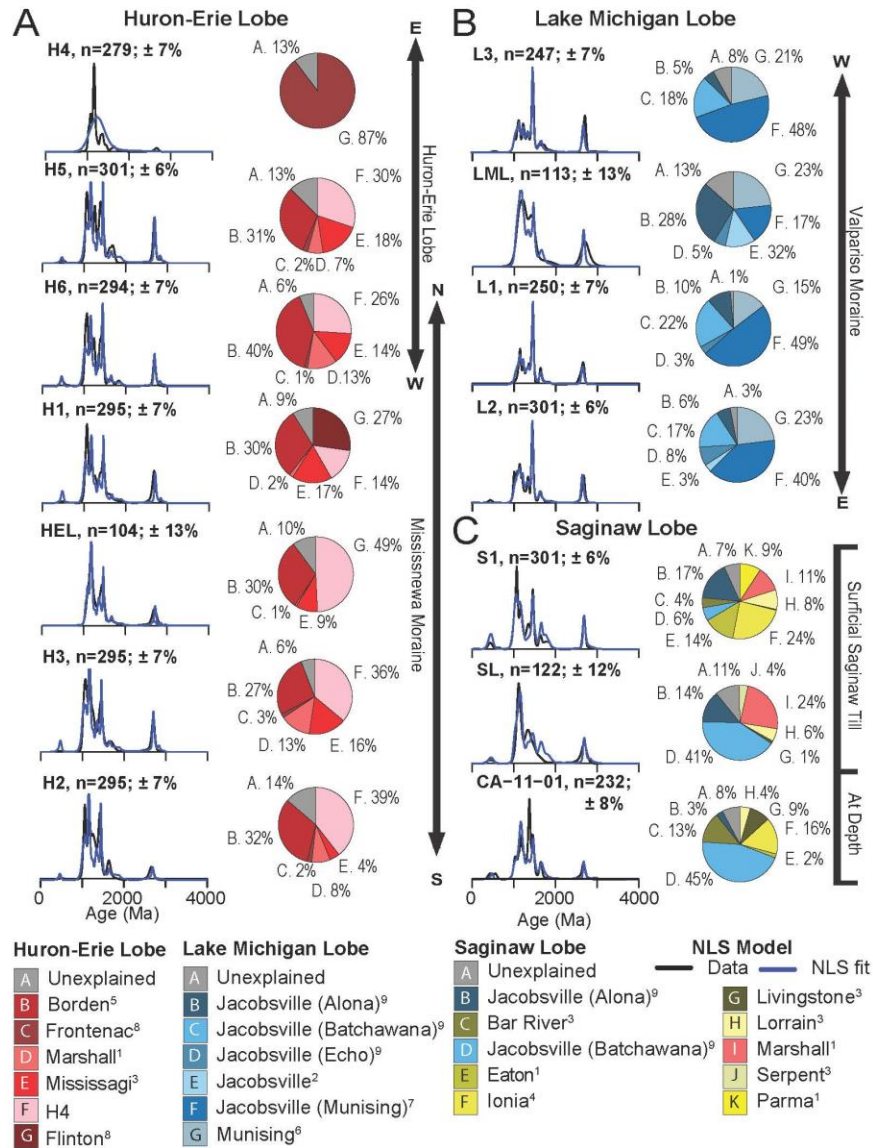 A
Huron-Erie Lobe
H4, n=279; ± 7%
A. 13%
G. 87%
H5, n=301; ± 6%
A. 13%
F. 30%
B. 31%
E. 18%
C. 2%
D. 7%
H6, n=294; ± 7%
A. 6%
F. 26%
B. 40%
E. 14%
C. 1%
D. 13%
H1, n=295; ± 7%
A. 9%
G. 27%
B. 30%
D. 2%
E. 17%
F. 14%
HEL, n=104; ± 13%
A. 10%
G. 49%
B. 30%
C. 1%
E. 9%
H3, n=295; ± 7%
A. 6%
F. 36%
B. 27%
C. 3%
D. 13%
E. 16%
H2, n=295; ± 7%
A. 14%
F. 39%
B. 32%
C. 2%
D. 8%
E. 4%
0 2000 4000
Age (Ma)
E
Huron-Erie Lobe
W
N
Mississnewa Moraine
S
B
Lake Michigan Lobe
L3, n=247; ± 7%
A. 8%
G. 21%
B. 5%
C. 18%
F. 48%
LML, n=113; ± 13%
A. 13%
G. 23%
B. 28%
F. 17%
D. 5%
E. 32%
L1, n=250; ± 7%
A. 1%
B. 10%
G. 15%
C. 22%
F. 49%
D. 3%
L2, n=301; ± 6%
A. 3%
B. 6%
G. 23%
C. 17%
D. 8%
E. 3%
F. 40%
W
Valpariso Moraine
E
C
Saginaw Lobe
S1, n=301; ± 6%
A. 7%
K. 9%
B. 17%
I. 11%
C. 4%
H. 8%
D. 6%
E. 14%
F. 24%
SL, n=122; ± 12%
A.11%
J. 4%
B. 14%
I. 24%
H. 6%
D. 41%
G. 1%
CA-11-01, n=232;
± 8%
A. 8%
H.4%
B. 3%
G. 9%
C. 13%
F. 16%
E. 2%
D. 45%
0 2000 4000
Age (Ma)
Surficial Saginaw Till
At Depth
Huron-Erie Lobe
A Unexplained
B Borden⁵
C Frontenac⁸
D Marshall¹
E Mississagi³
F H4
G Flinton⁸
Lake Michigan Lobe
A Unexplained
B Jacobsville (Alona)⁹
C Jacobsville (Batchawana)⁹
D Jacobsville (Echo)⁹
E Jacobsville²
F Jacobsville (Munising)⁷
G Munising⁶
Saginaw Lobe
A Unexplained
B Jacobsville (Alona)⁹
C Bar River³
D Jacobsville (Batchawana)⁹
E Eaton¹
F Ionia⁴
NLS Model
Data
NLS fit
G Livingstone³
H Lorrain³
I Marshall¹
J Serpent³
K Parma¹